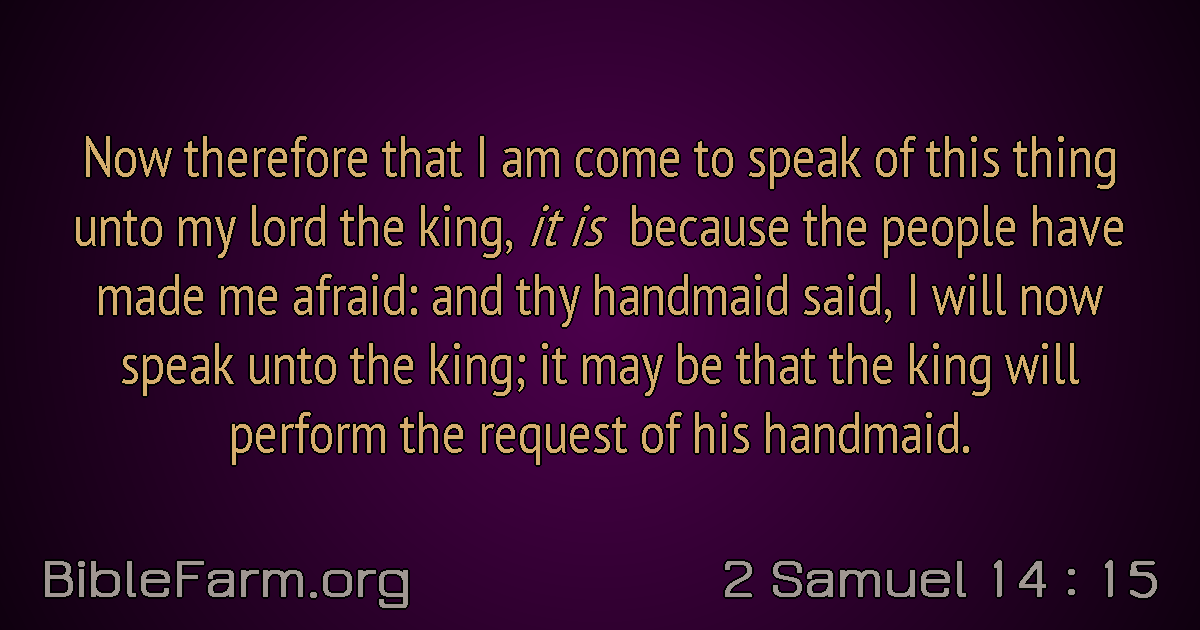 Now therefore that I am come to speak of this thing
unto my lord the king, it is because the people have
made me afraid: and thy handmaid said, I will now
speak unto the king; it may be that the king will
perform the request of his handmaid.
BibleFarm.org
2 Samuel 14 : 15